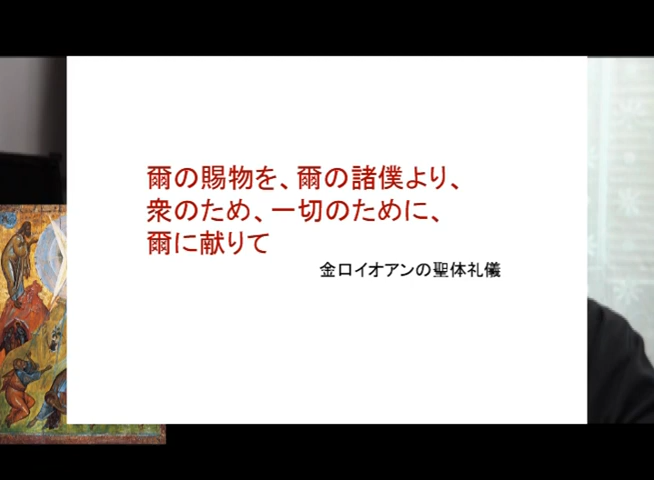 爾の賜物を、爾の諸僕より、
衆のため、一切のために、
爾に献りて
金口イオアンの聖体礼儀